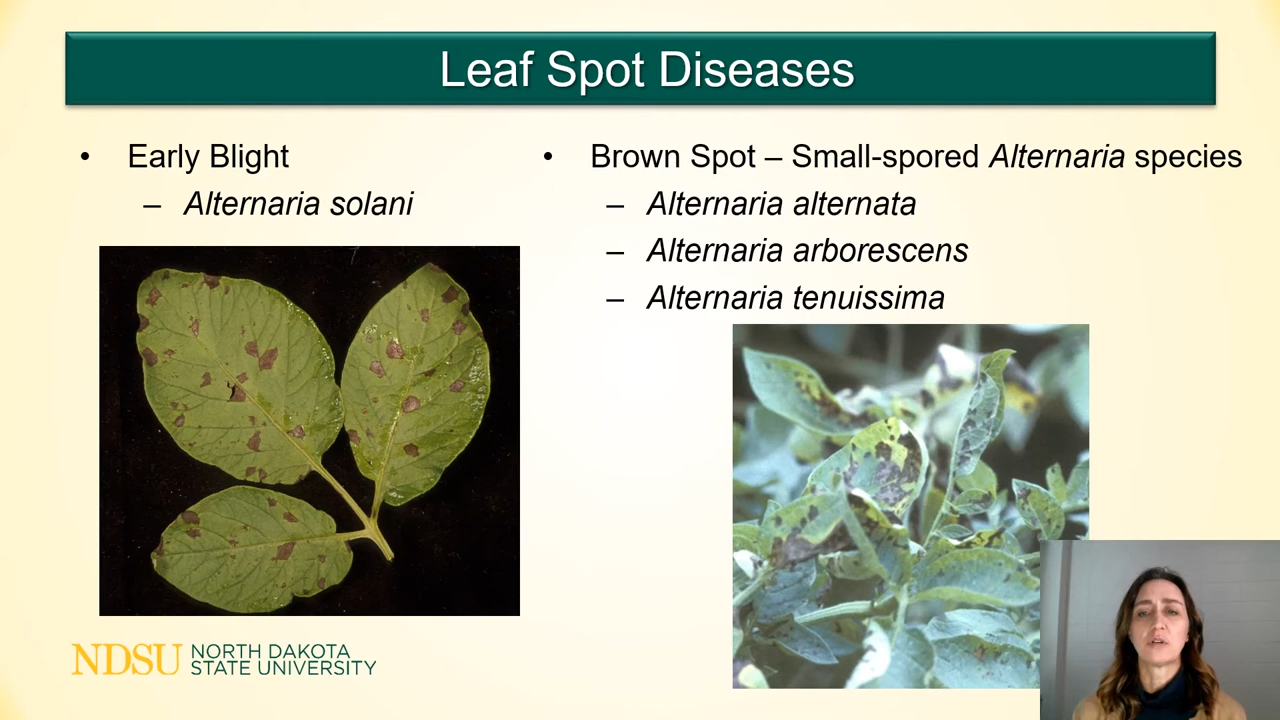 Leaf Spot Diseases
• Early Blight
– Alternaria solani
• Brown Spot – Small-spored Alternaria species
– Alternaria alternata
– Alternaria arborescens
– Alternaria tenuissima
NDSU NORTH DAKOTA
STATE UNIVERSITY